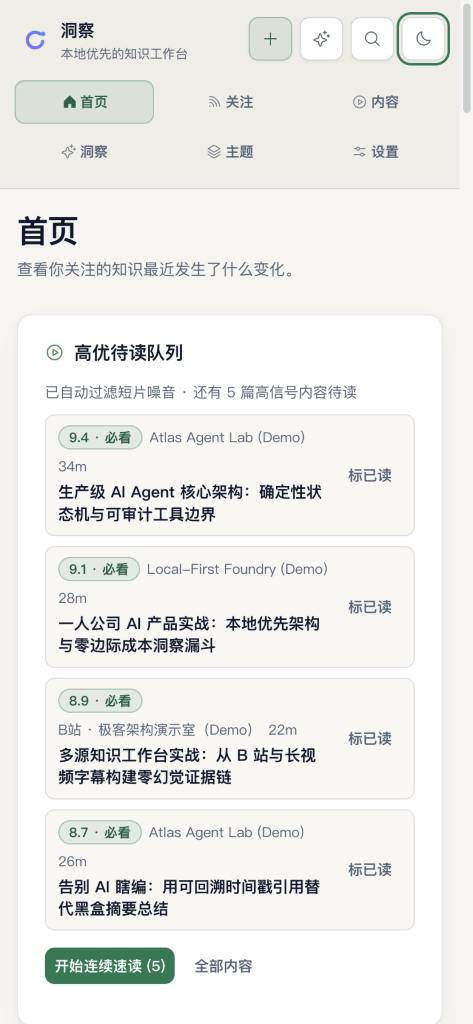 洞察
本地优先的知识工作台
首页
关注
内容
洞察
主题
设置
首页
查看你关注的知识最近发生了什么变化。
高优待读队列
已自动过滤短片噪音 · 还有 5 篇高信号内容待读
9.4 · 必看 Atlas Agent Lab (Demo)
34m
标已读
生产级 AI Agent 核心架构：确定性状
态机与可审计工具边界
9.1 · 必看 Local-First Foundry (Demo)
28m
标已读
一人公司 AI 产品实战：本地优先架构
与零边际成本洞察漏斗
8.9 · 必看
B站 · 极客架构演示室（Demo） 22m
标已读
多源知识工作台实战：从 B 站与长视
频字幕构建零幻觉证据链
8.7 · 必看 Atlas Agent Lab (Demo)
26m
标已读
告别 AI 瞎编：用可回溯时间戳引用替
代黑盒摘要总结
开始连续速读 (5)
全部内容